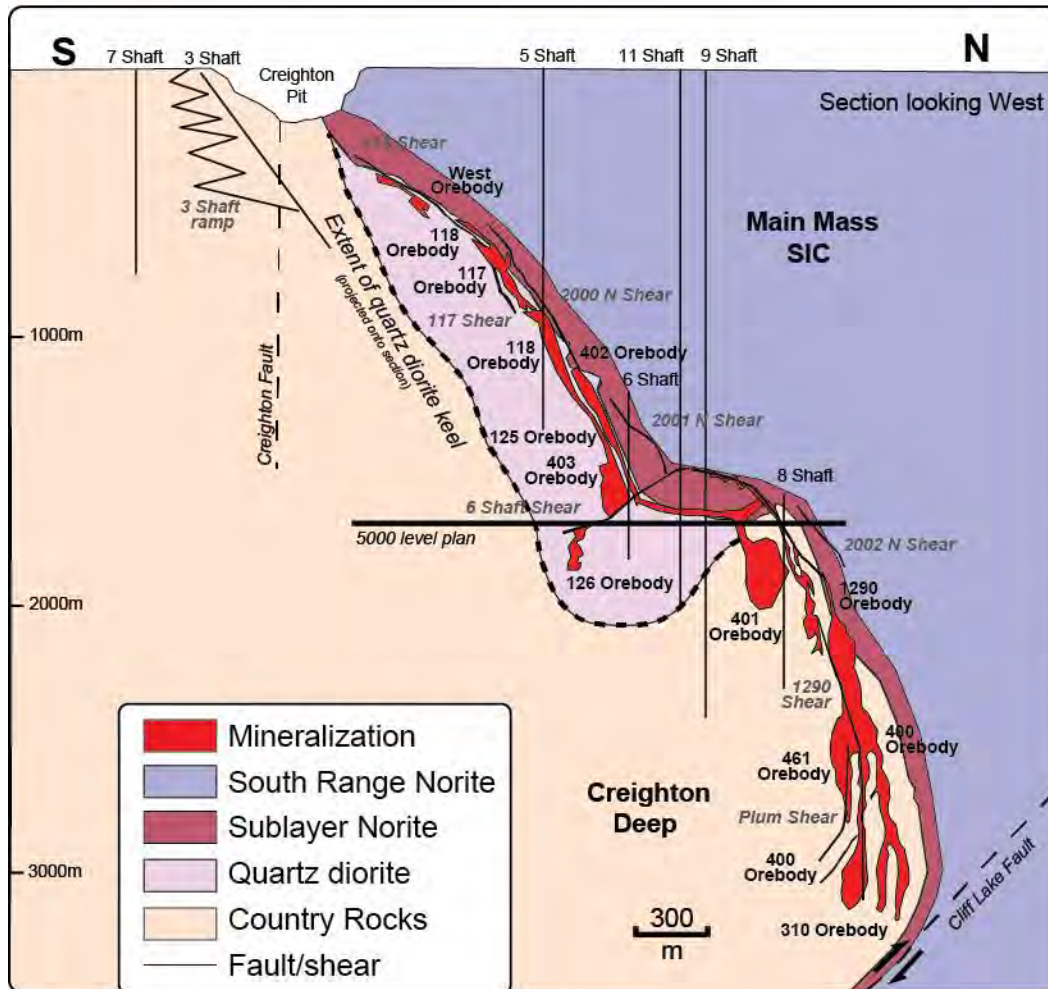 S
N
7 Shaft
3 Shaft
5 Shaft
11 Shaft
9 Shaft
Creighton
Pit
Section looking West
Shear
West
Orebody
3 Shaft
ramp
118
Orebody
Main Mass
SIC
117
Orebody
2000 N Shear
Extent of quartz diorite keel
(projected onto section)
117 Shear
1000m
118
Orebody
402 Orebody
6 Shaft
Creighton Fault
2001 N Shear
125 Orebody
403
Orebody
8 Shaft
6 Shaft Shear
5000 level plan
2002 N Shear
126 Orebody
1290
Orebody
2000m
401
Orebody
1290
Shear
400
Orebody
461
Orebody
Creighton
Deep
Plum Shear
400
Orebody
3000m
Cliff Lake Fault
310 Orebody
300
m
Mineralization
South Range Norite
Sublayer Norite
Quartz diorite
Country Rocks
Fault/shear